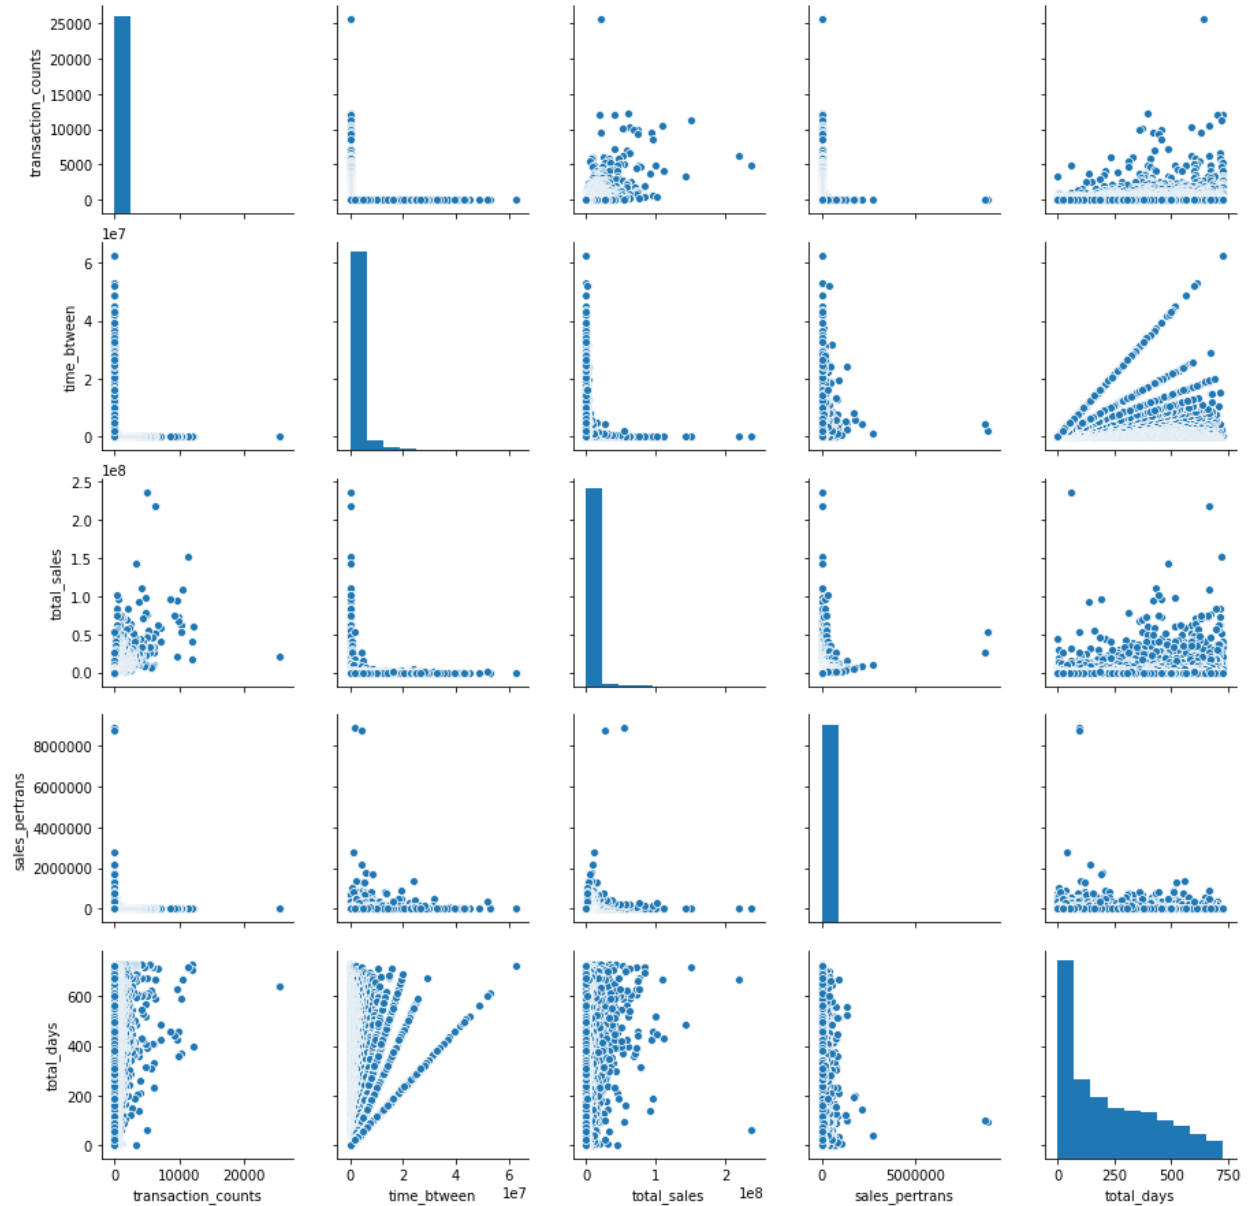 25000
20000
15000
10000
5000
0
transaction_counts
1e7
6
4
2
0
time_btween
1e8
2.5
2.0
1.5
1.0
0.5
0.0
total_sales
8000000
6000000
4000000
2000000
0
sales_pertrans
600
400
200
0
total_days
0 10000 20000
transaction_counts
0 2 4 6
1e7
time_btween
0 1 2
1e8
total_sales
0 5000000
sales_pertrans
0 250 500 750
total_days